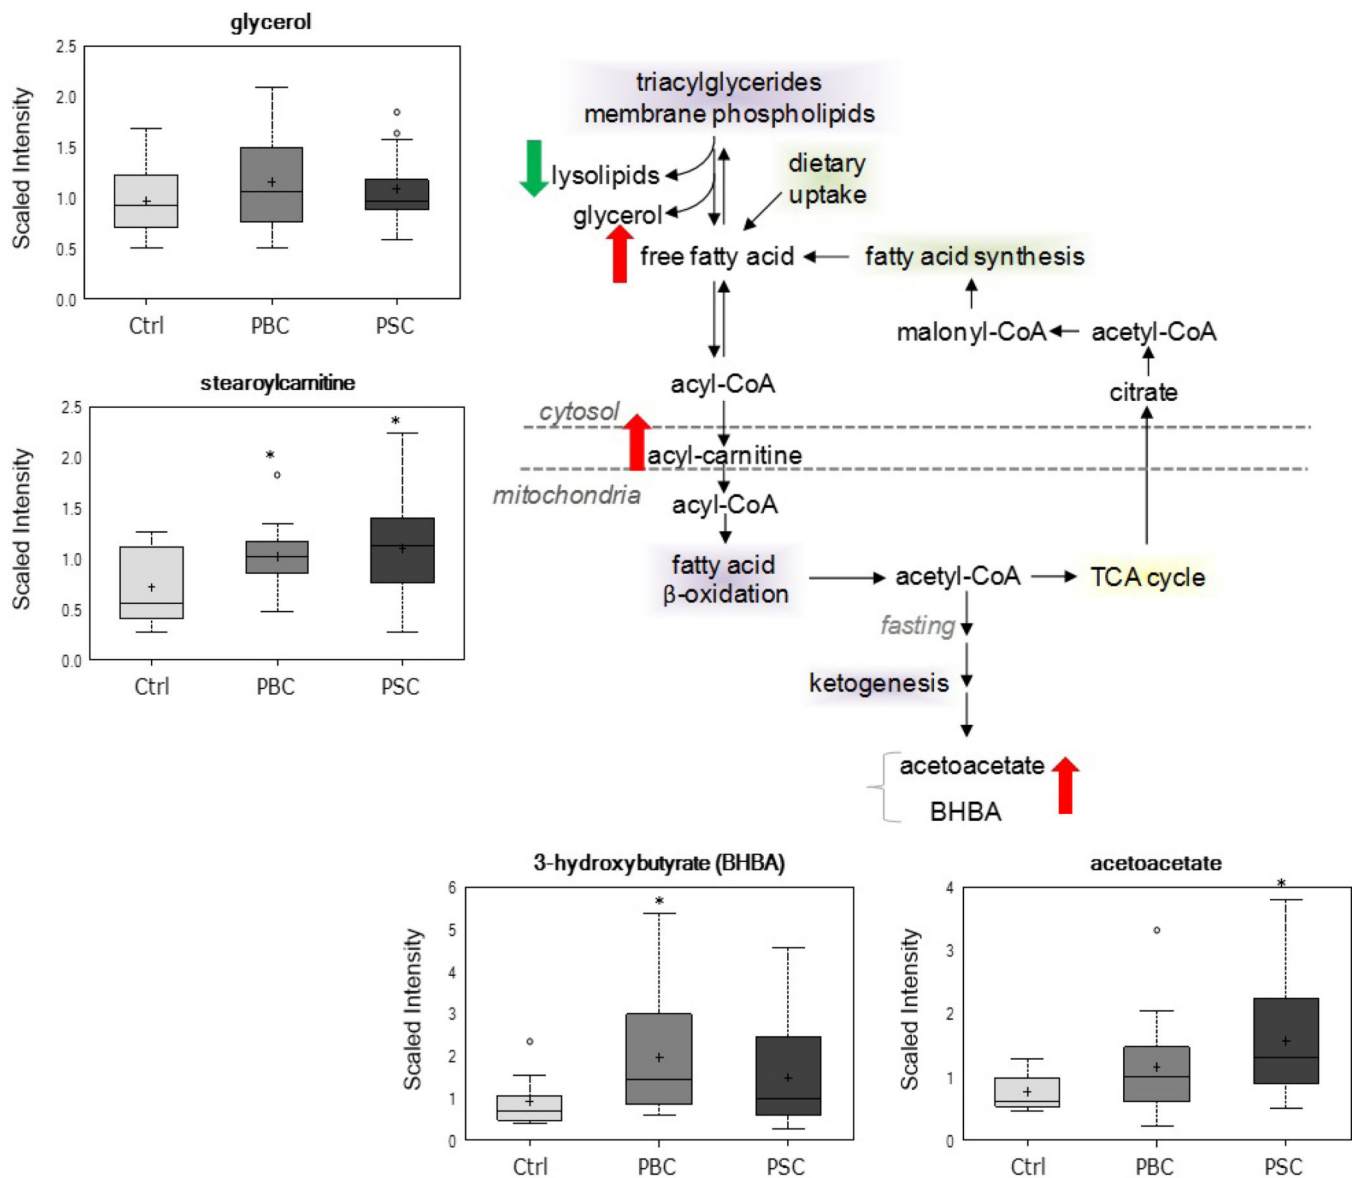 glycerol
Scaled Intensity
2.5
2.0
1.5
1.0
0.5
0.0
Ctrl PBC PSC
stearoylcarnitine
Scaled Intensity
2.5
2.0
1.5
1.0
0.5
0.0
* *
Ctrl PBC PSC
triacylglycerides
membrane phospholipids
lysolipids
glycerol
dietary
uptake
free fatty acid
fatty acid synthesis
malonyl-CoA
acetyl-CoA
citrate
acyl-CoA
cytosol
acyl-carnitine
mitochondria
acyl-CoA
fatty acid
β-oxidation
acetyl-CoA
TCA cycle
fasting
ketogenesis
acetoacetate
BHBA
3-hydroxybutyrate (BHBA)
Scaled Intensity
6
5
4
3
2
1
0
*
Ctrl PBC PSC
acetoacetate
Scaled Intensity
4
3
2
1
0
*
Ctrl PBC PSC